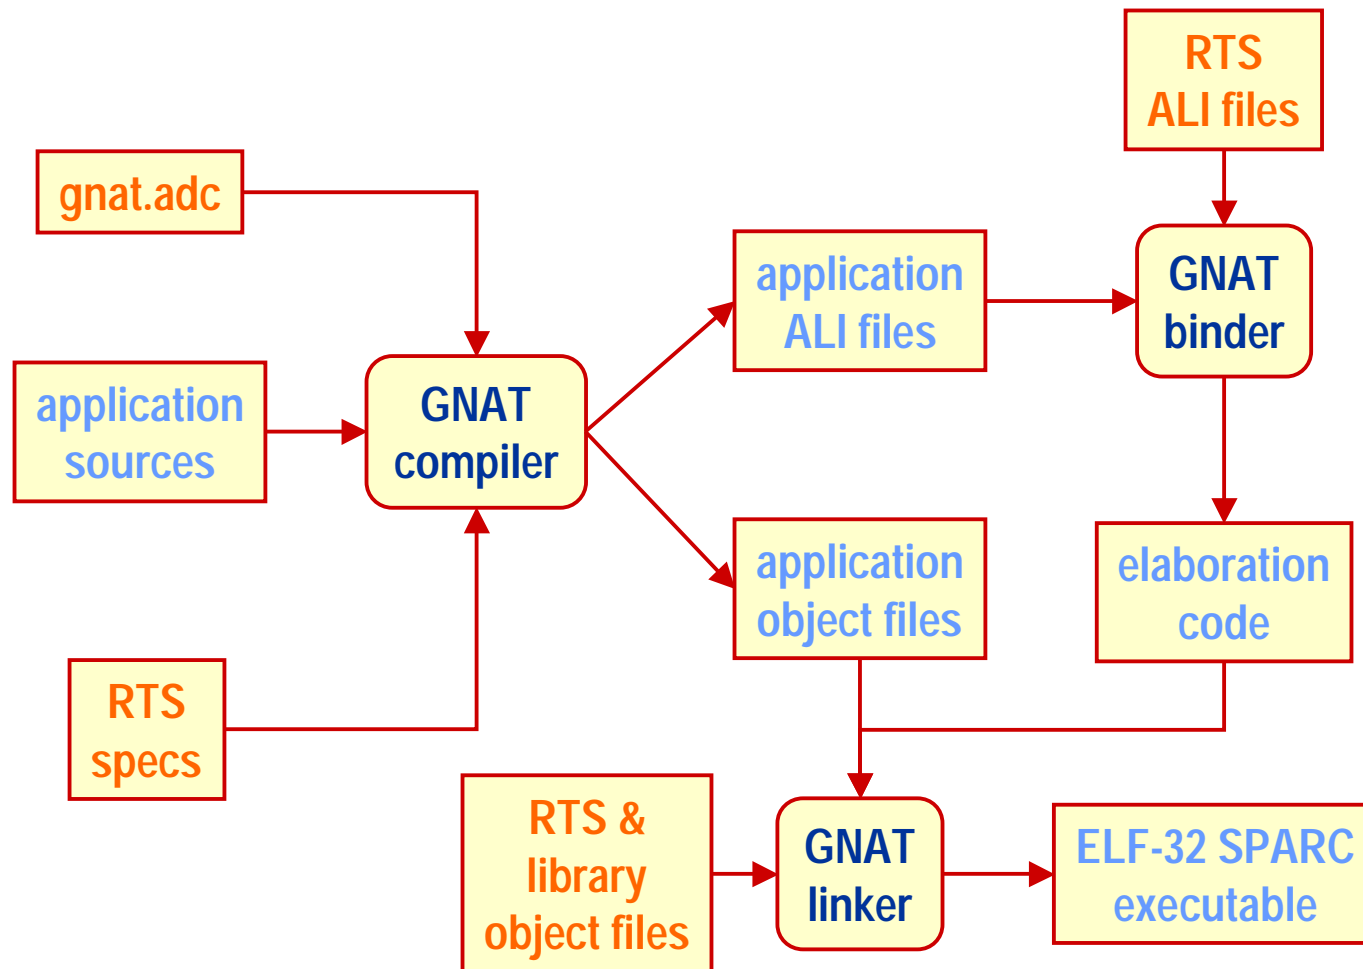 RTS
ALI files
gnat.adc
application
ALI files
GNAT
binder
application
sources
GNAT
compiler
application
object files
elaboration
code
RTS
specs
RTS &
library
object files
GNAT
linker
ELF-32 SPARC
executable